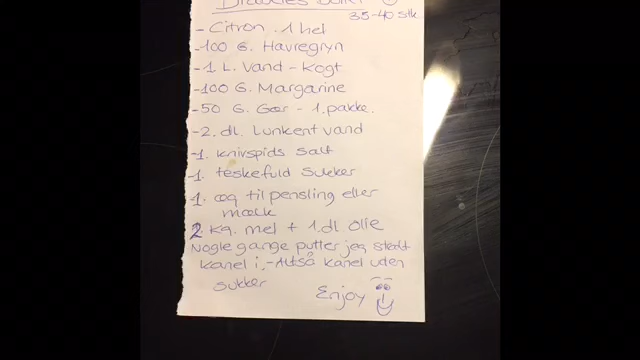 35-40 stk
- Citron . 1 hel
- 100 G. Havregryn
- 1. L. Vand - Kogt
- 100 G. Margarine
- 50 G. Gær - 1. pakke.
- 2. dl. Lunkent vand
- 1. knivspids salt
- 1. teskefuld sukker
- 1. æg til pensling eller
mælk
2. kg. mel + 1. dl olie
Nogle gange putter jeg stødt
kanel i. - Altså kanel uden
sukker
Enjoy